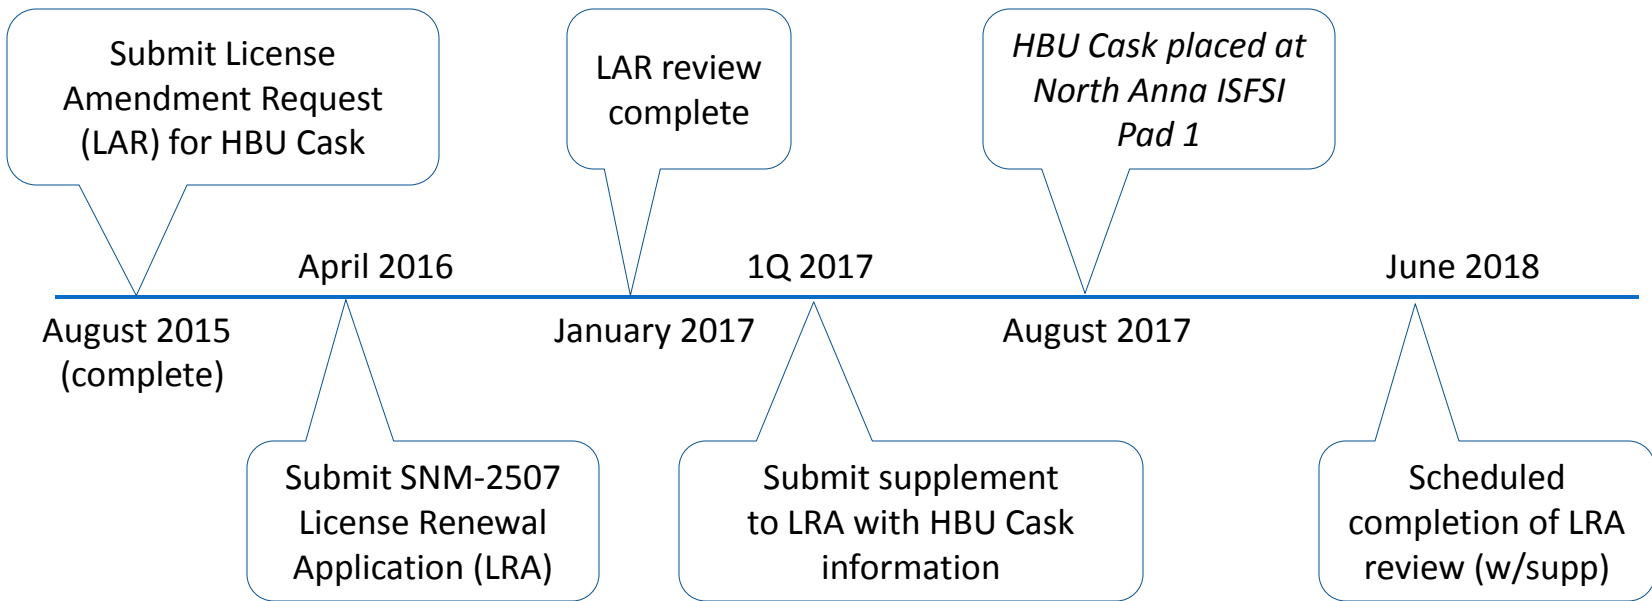 Submit License
Amendment Request
(LAR) for HBU Cask
LAR review
complete
HBU Cask placed at
North Anna ISFSI
Pad 1
April 2016
1Q 2017
June 2018
August 2015
(complete)
January 2017
August 2017
Submit SNM-2507
License Renewal
Application (LRA)
Submit supplement
to LRA with HBU Cask
information
Scheduled
completion of LRA
review (w/supp)